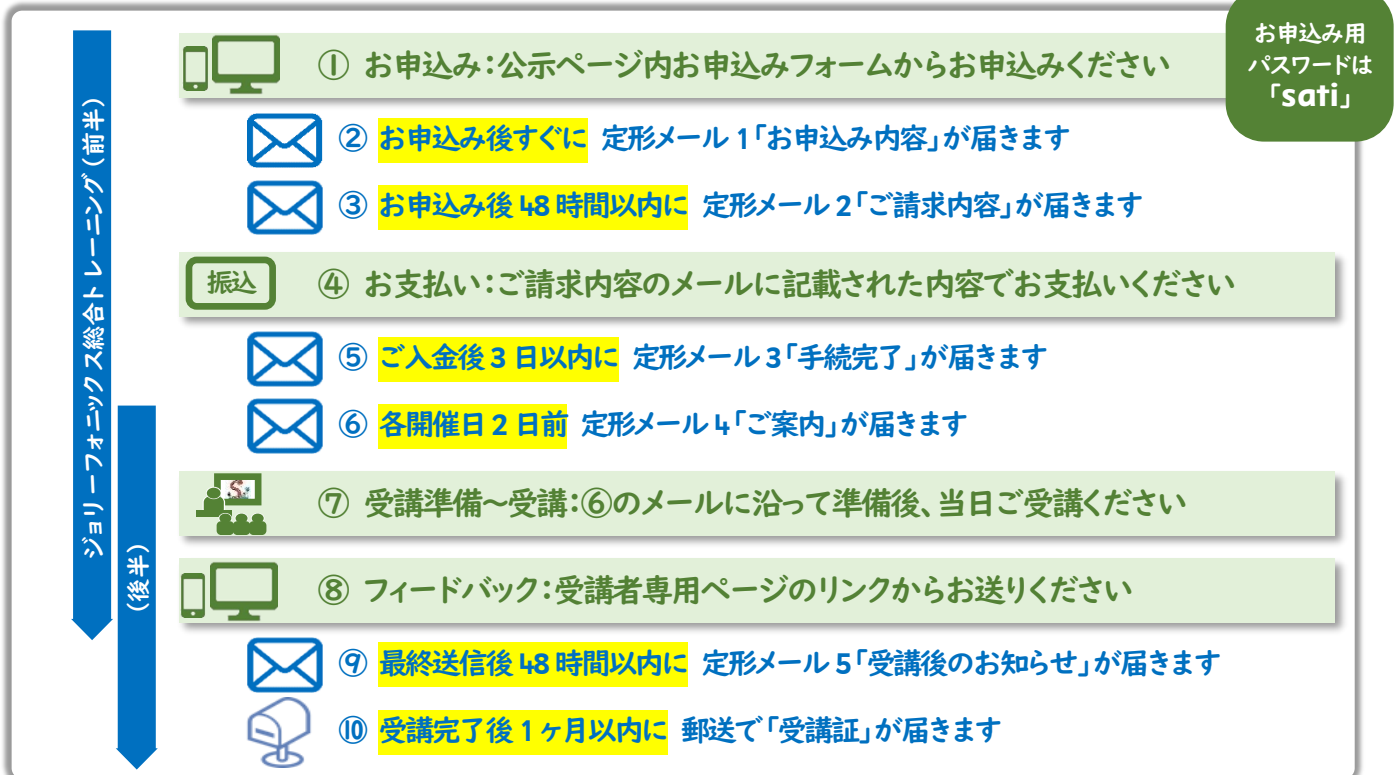 お申込み用
パスワードは
「sati」
ジョリーフォニックス総合トレーニング(前半)
(後半)
① お申込み:公示ページ内お申込みフォームからお申込みください
② お申込み後すぐに 定形メール1「お申込み内容」が届きます
③ お申込み後48時間以内に 定形メール2「ご請求内容」が届きます
振込
④ お支払い:ご請求内容のメールに記載された内容でお支払いください
⑤ ご入金後3日以内に 定形メール3「手続完了」が届きます
⑥ 各開催日2日前 定形メール4「ご案内」が届きます
⑦ 受講準備~受講:⑥のメールに沿って準備後、当日ご受講ください
⑧ フィードバック:受講者専用ページのリンクからお送りください
⑨ 最終送信後48時間以内に 定形メール5「受講後のお知らせ」が届きます
⑩ 受講完了後1ヶ月以内に 郵送で「受講証」が届きます